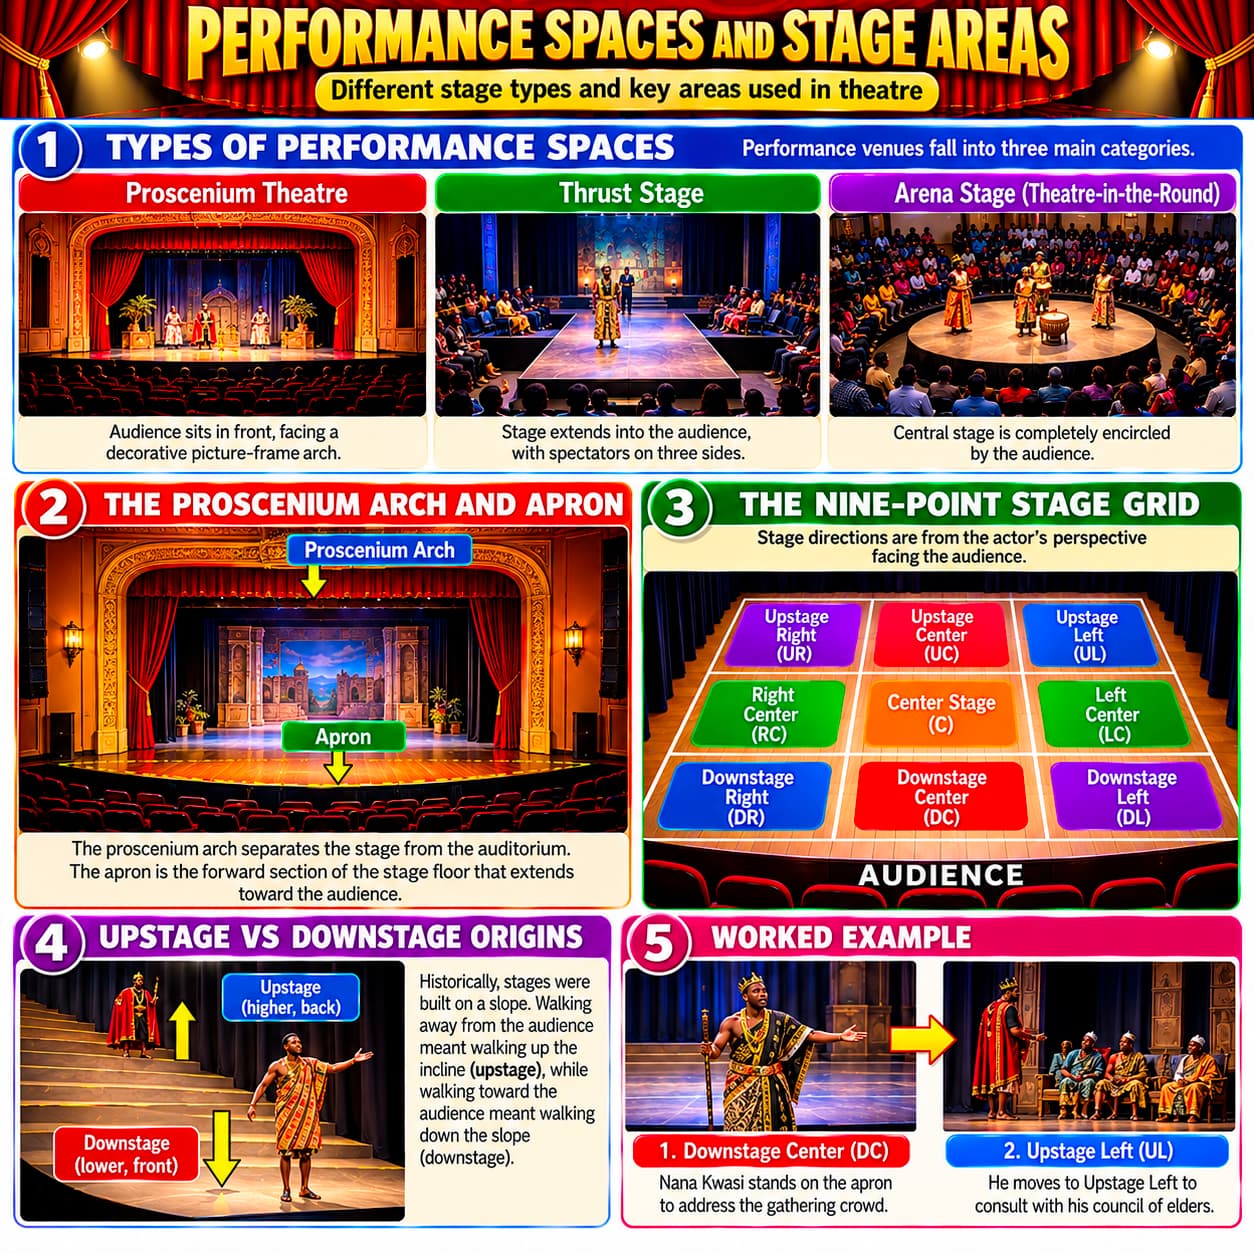 PERFORMANCE SPACES AND STAGE AREAS
Different stage types and key areas used in theatre
1 TYPES OF PERFORMANCE SPACES
Performance venues fall into three main categories.
Proscenium Theatre
Audience sits in front, facing a
decorative picture-frame arch.
Thrust Stage
Stage extends into the audience,
with spectators on three sides.
Arena Stage (Theatre-in-the-Round)
Central stage is completely encircled
by the audience.
2 THE PROSCENIUM ARCH AND APRON
Proscenium Arch
Apron
The proscenium arch separates the stage from the auditorium.
The apron is the forward section of the stage floor that extends
toward the audience.
3 THE NINE-POINT STAGE GRID
Stage directions are from the actor's perspective
facing the audience.
Upstage
Right
(UR)
Upstage
Center
(UC)
Upstage
Left
(UL)
Right
Center
(RC)
Center Stage
(C)
Left
Center
(LC)
Downstage
Right
(DR)
Downstage
Center
(DC)
Downstage
Left
(DL)
AUDIENCE
4 UPSTAGE VS DOWNSTAGE ORIGINS
Upstage
(higher, back)
Downstage
(lower, front)
Historically, stages were
built on a slope. Walking
away from the audience
meant walking up the
incline (upstage), while
walking toward the
audience meant walking
down the slope
(downstage).
5 WORKED EXAMPLE
1. Downstage Center (DC)
Nana Kwasi stands on the apron
to address the gathering crowd.
2. Upstage Left (UL)
He moves to Upstage Left to
consult with his council of elders.